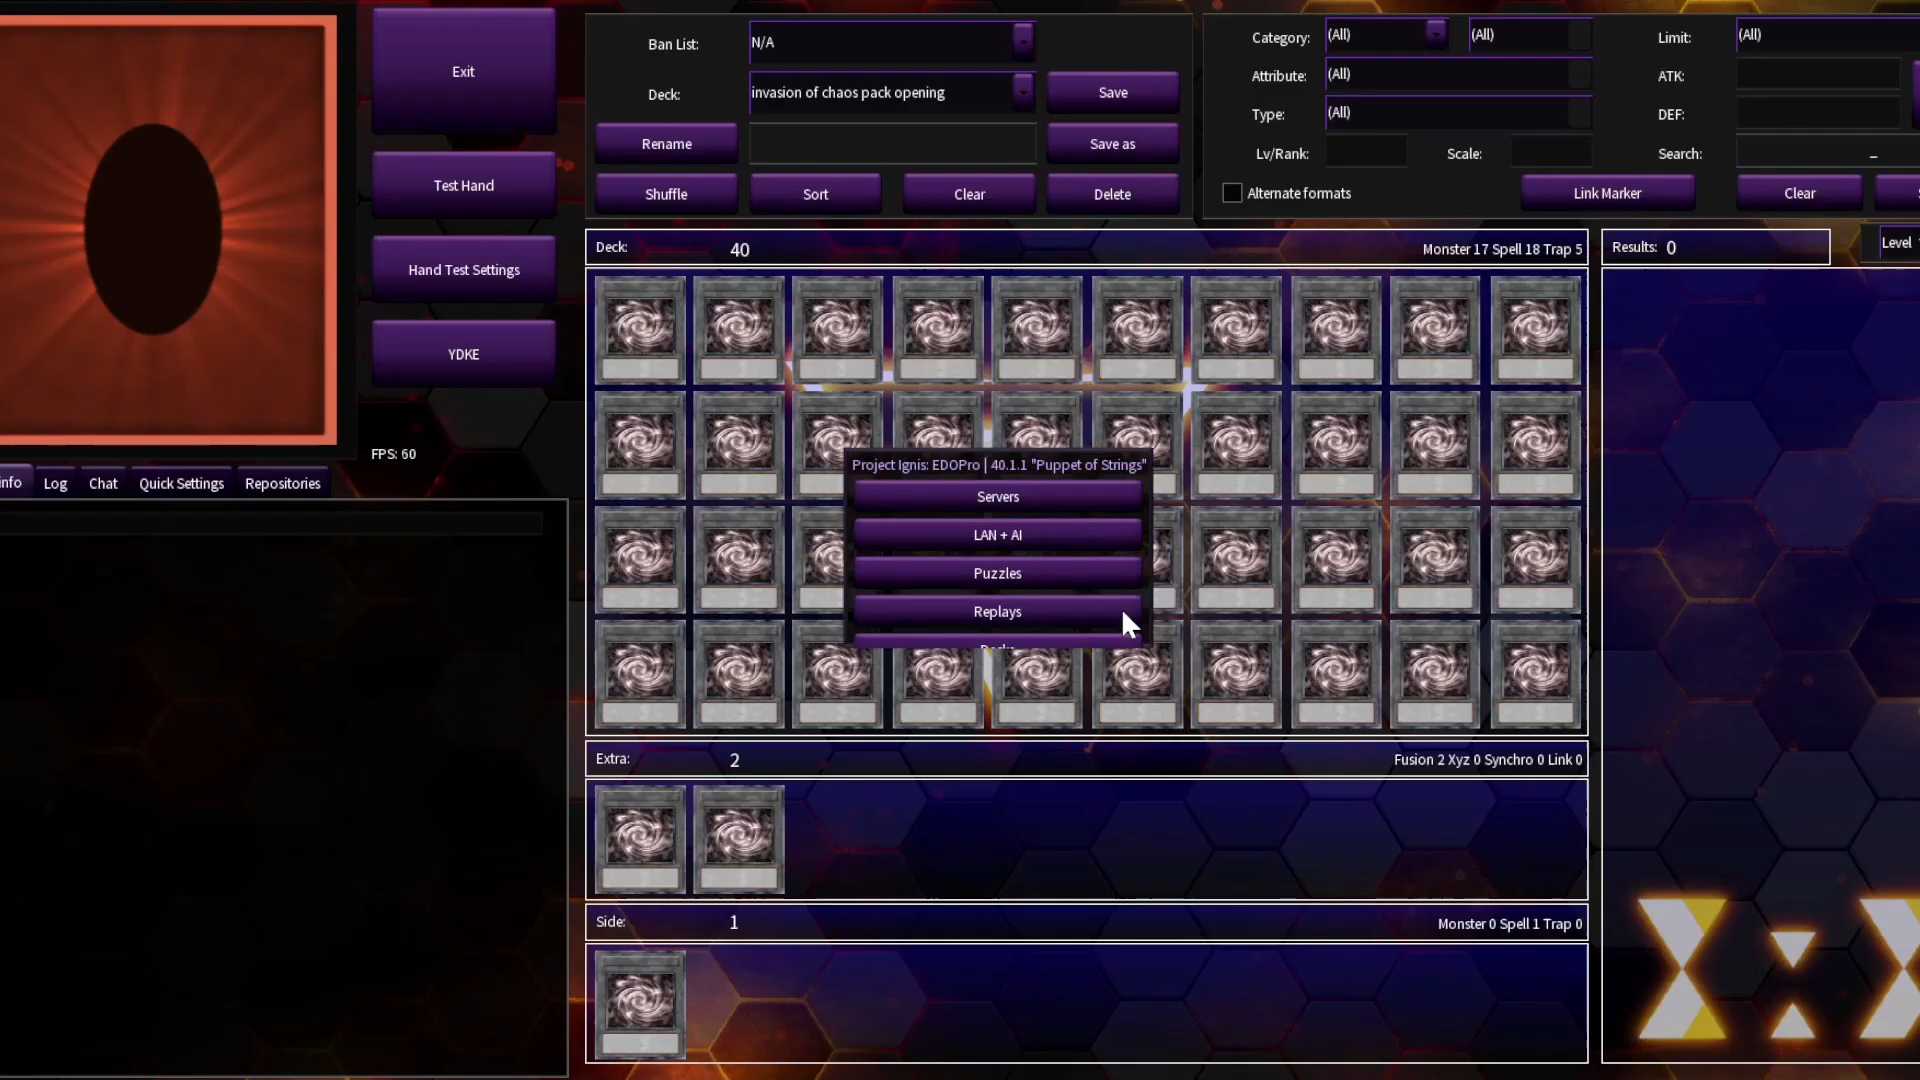 Exit
Test Hand
Hand Test Settings
YDKE
FPS: 60
info
Log
Chat
Quick Settings
Repositories
Ban List:
N/A
Deck:
invasion of chaos pack opening
Save
Rename
Save as
Shuffle
Sort
Clear
Delete
Category:
(All)
(All)
Limit:
(All)
Attribute:
(All)
ATK:
Type:
(All)
DEF:
Lv/Rank:
Scale:
Search:
Alternate formats
Link Marker
Clear
Deck:
40
Monster 17 Spell 18 Trap 5
Results: 0
Level
Project Ignis: EDOPro | 40.1.1 "Puppet of Strings"
Servers
LAN + AI
Puzzles
Replays
Extra:
2
Fusion 2 Xyz 0 Synchro 0 Link 0
Side:
1
Monster 0 Spell 1 Trap 0